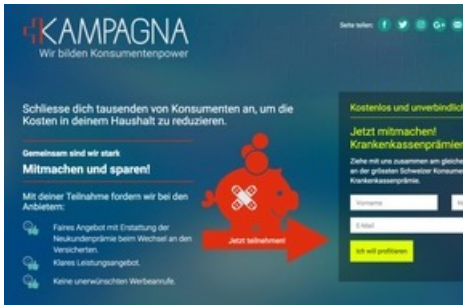 KAMPAGNA
Wir bilden Konsumentenpower
Seite teilen:
Schliesse dich tausenden von Konsumenten an, um die
Kosten in deinem Haushalt zu reduzieren.
Gemeinsam sind wir stark
Mitmachen und sparen!
Mit deiner Teilnahme fordern wir bei den
Anbietern:
Faires Angebot mit Erstattung der
Neukundenprämie beim Wechsel an den
Versicherten.
Klares Leistungsangebot.
Keine unerwünschten Werbeanrufe.
Jetzt teilnehmen!
Kostenlos und unverbindlich
Jetzt mitmachen!
Krankenkassenprämien
Ziehe mit uns zusammen am gleiche
an der grössten Schweizer Konsume
Krankenkassenprämie.
Vorname
E-Mail
Ich will profitieren